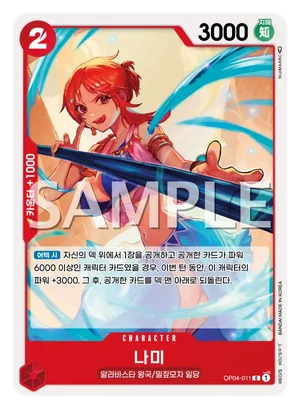 2
3000
지혜
知
카운터 +1000
SAMPLE
어택 시 자신의 덱 위에서 1장을 공개하고 공개한 카드가 파워
6000 이상인 캐릭터 카드였을 경우, 이번 턴 동안, 이 캐릭터의
파워 +3000. 그 후, 공개한 카드를 덱 맨 아래로 되돌린다.
CHARACTER
나미
알라바스타 왕국/밀짚모자 일당
OP04-011
BANDAI MADE IN KOREA